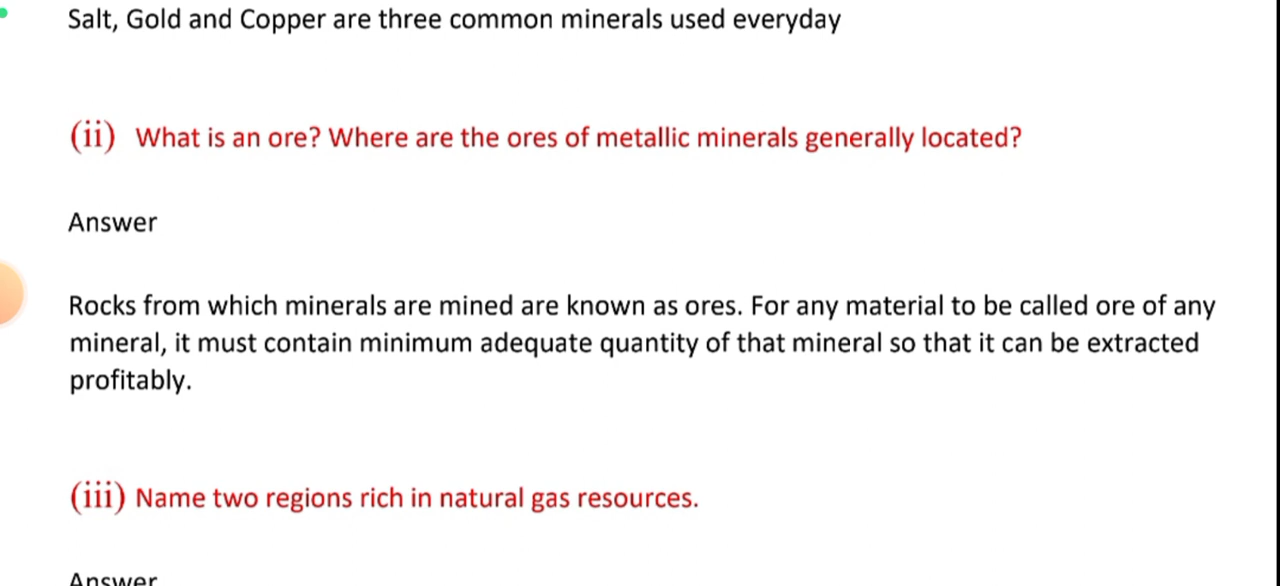 Salt, Gold and Copper are three common minerals used everyday
(ii) What is an ore? Where are the ores of metallic minerals generally located?
Answer
Rocks from which minerals are mined are known as ores. For any material to be called ore of any
mineral, it must contain minimum adequate quantity of that mineral so that it can be extracted
profitably.
(iii) Name two regions rich in natural gas resources.
Answer